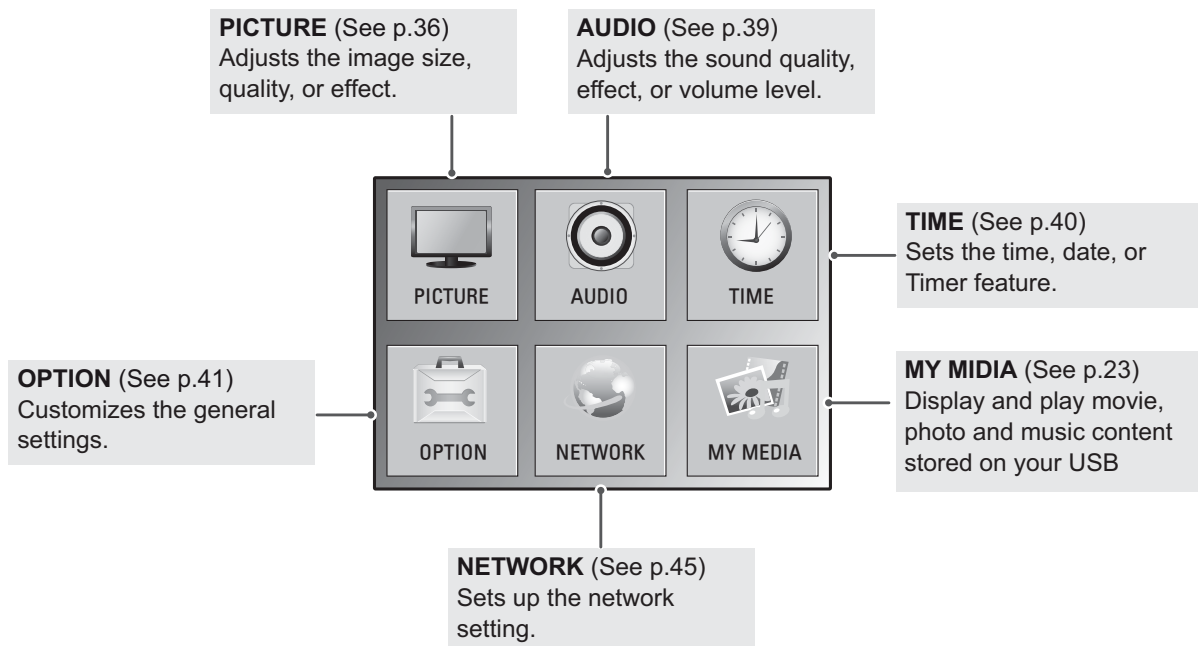 PICTURE (See p.36)
Adjusts the image size,
quality, or effect.
AUDIO (See p.39)
Adjusts the sound quality,
effect, or volume level.
PICTURE
AUDIO
TIME
TIME (See p.40)
Sets the time, date, or
Timer feature.
OPTION (See p.41)
Customizes the general
settings.
OPTION
NETWORK
MY MEDIA
MY MIDIA (See p.23)
Display and play movie,
photo and music content
stored on your USB
NETWORK (See p.45)
Sets up the network
setting.